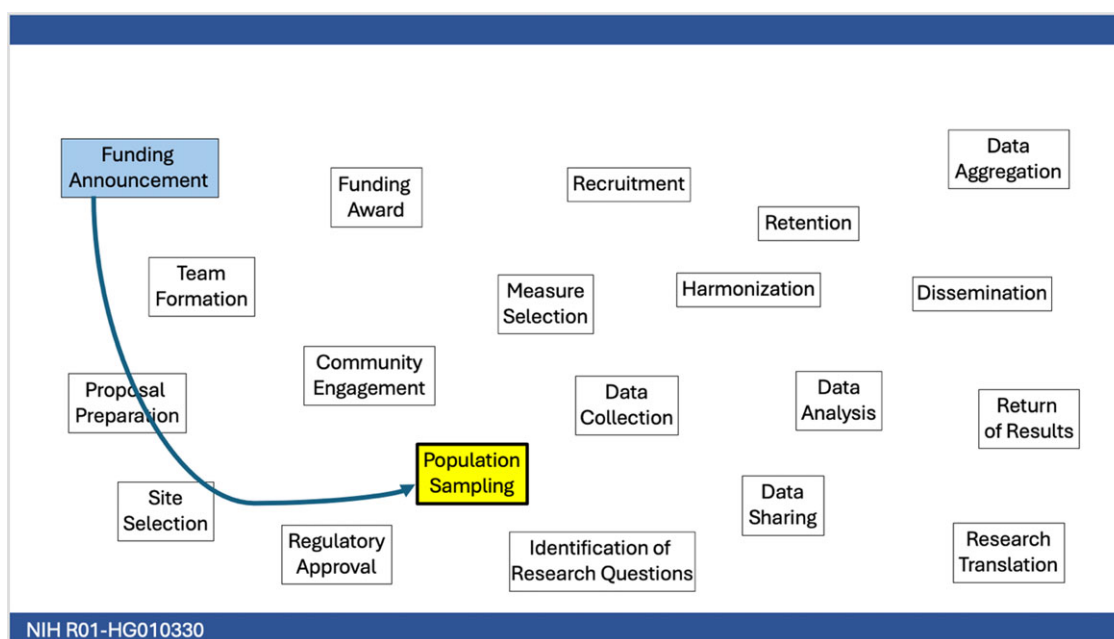 Funding
Announcement
Funding
Award
Recruitment
Data
Aggregation
Retention
Team
Formation
Measure
Selection
Harmonization
Dissemination
Proposal
Preparation
Community
Engagement
Data
Collection
Data
Analysis
Return
of Results
Population
Sampling
Site
Selection
Data
Sharing
Regulatory
Approval
Identification of
Research Questions
Research
Translation
NIH R01-HG010330